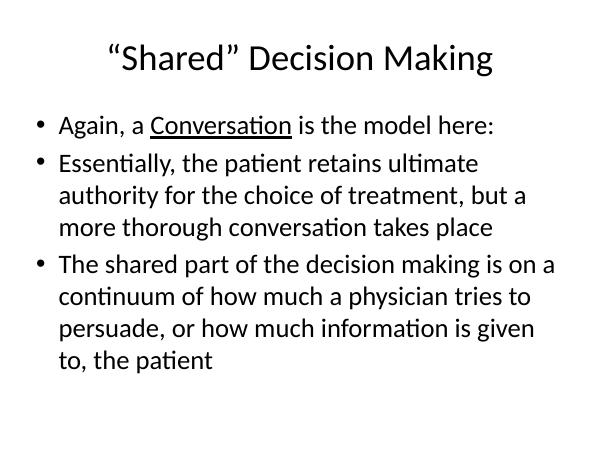 “Shared” Decision Making
• Again, a Conversation is the model here:
• Essentially, the patient retains ultimate
authority for the choice of treatment, but a
more thorough conversation takes place
• The shared part of the decision making is on a
continuum of how much a physician tries to
persuade, or how much information is given
to, the patient